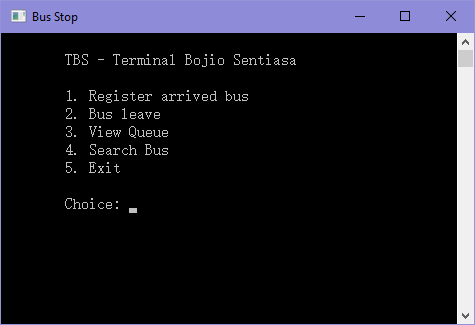 Bus Stop
TBS - Terminal Bojio Sentiasa
1. Register arrived bus
2. Bus leave
3. View Queue
4. Search Bus
5. Exit
Choice: